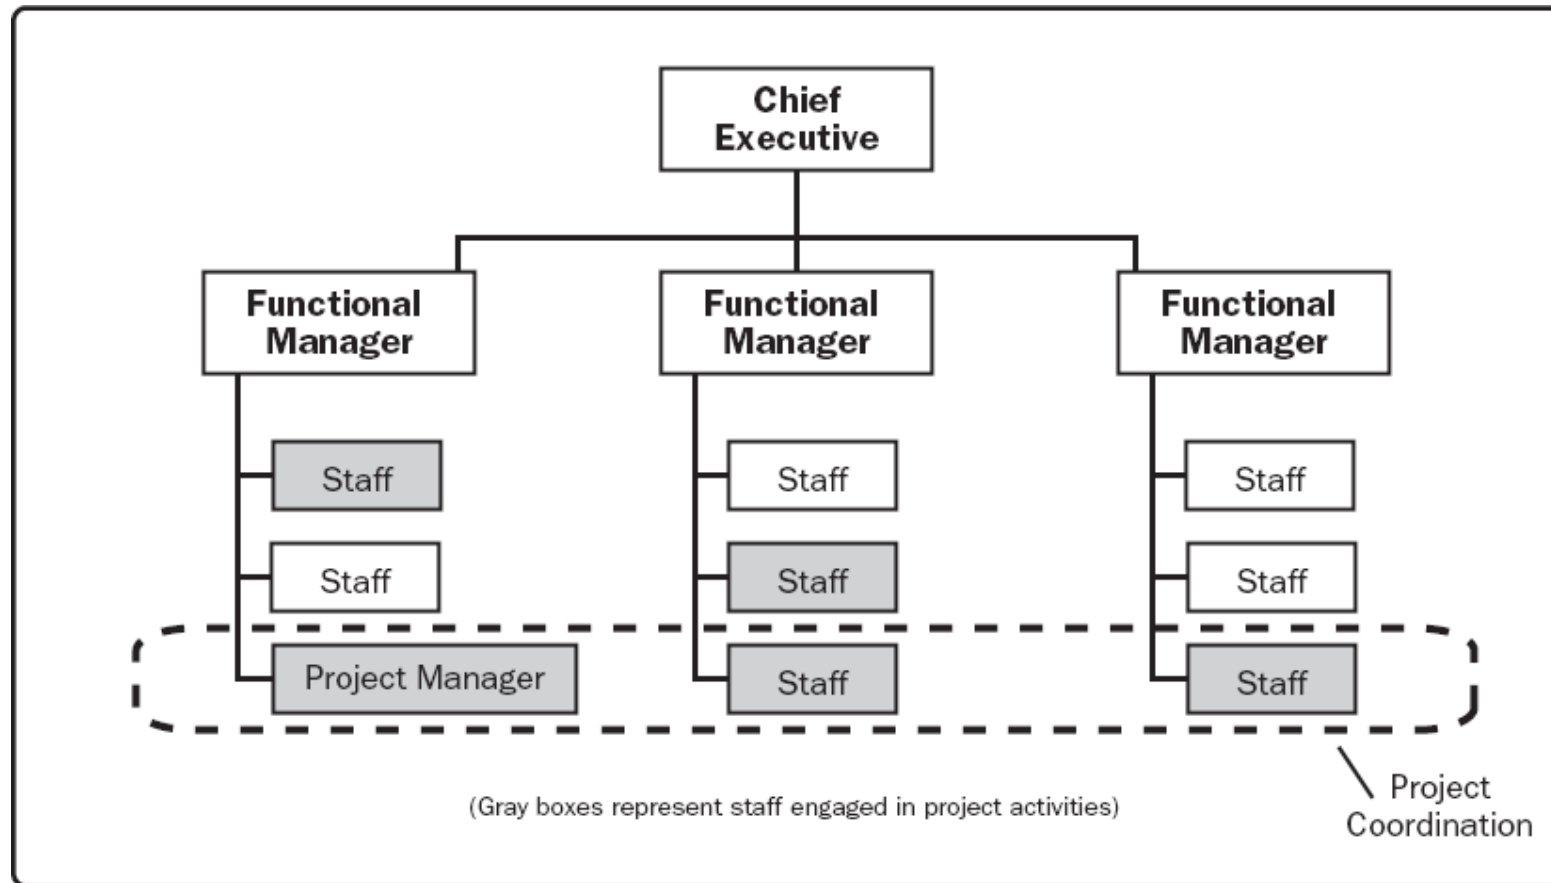 Chief
Executive
Functional
Manager
Functional
Manager
Functional
Manager
Staff
Staff
Staff
Staff
Staff
Staff
Project Manager
Staff
Staff
(Gray boxes represent staff engaged in project activities)
Project
Coordination